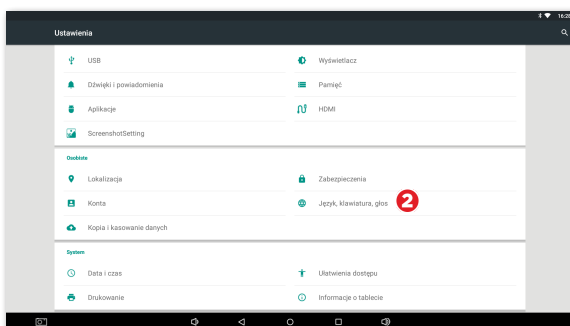 16:28
Ustawienia
USB
Wyświetlacz
Dźwięki i powiadomienia
Pamięć
Aplikacje
HDMI
ScreenshotSetting
Osobiste
Lokalizacja
Zabezpieczenia
Konta
Język, klawiatura, głos
2
Kopia i kasowanie danych
System
Data i czas
Ułatwienia dostępu
Drukowanie
Informacje o tablecie